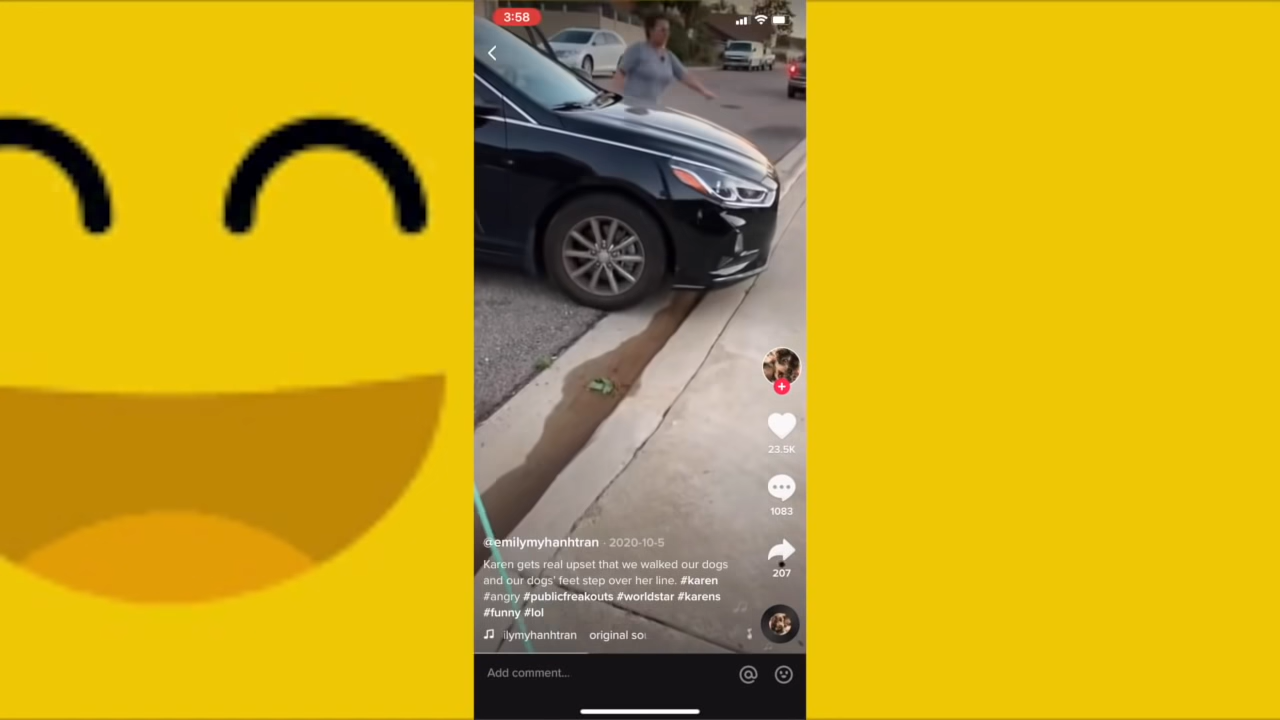 3:58
23.5K
1083
@emilymyhanhtran · 2020-10-5
207
Karen gets real upset that we walked our dogs
and our dogs' feet step over her line. #karen
#angry #publicfreakouts #worldstar #karens
#funny #lol
ilymyhanhtran original so
Add comment...